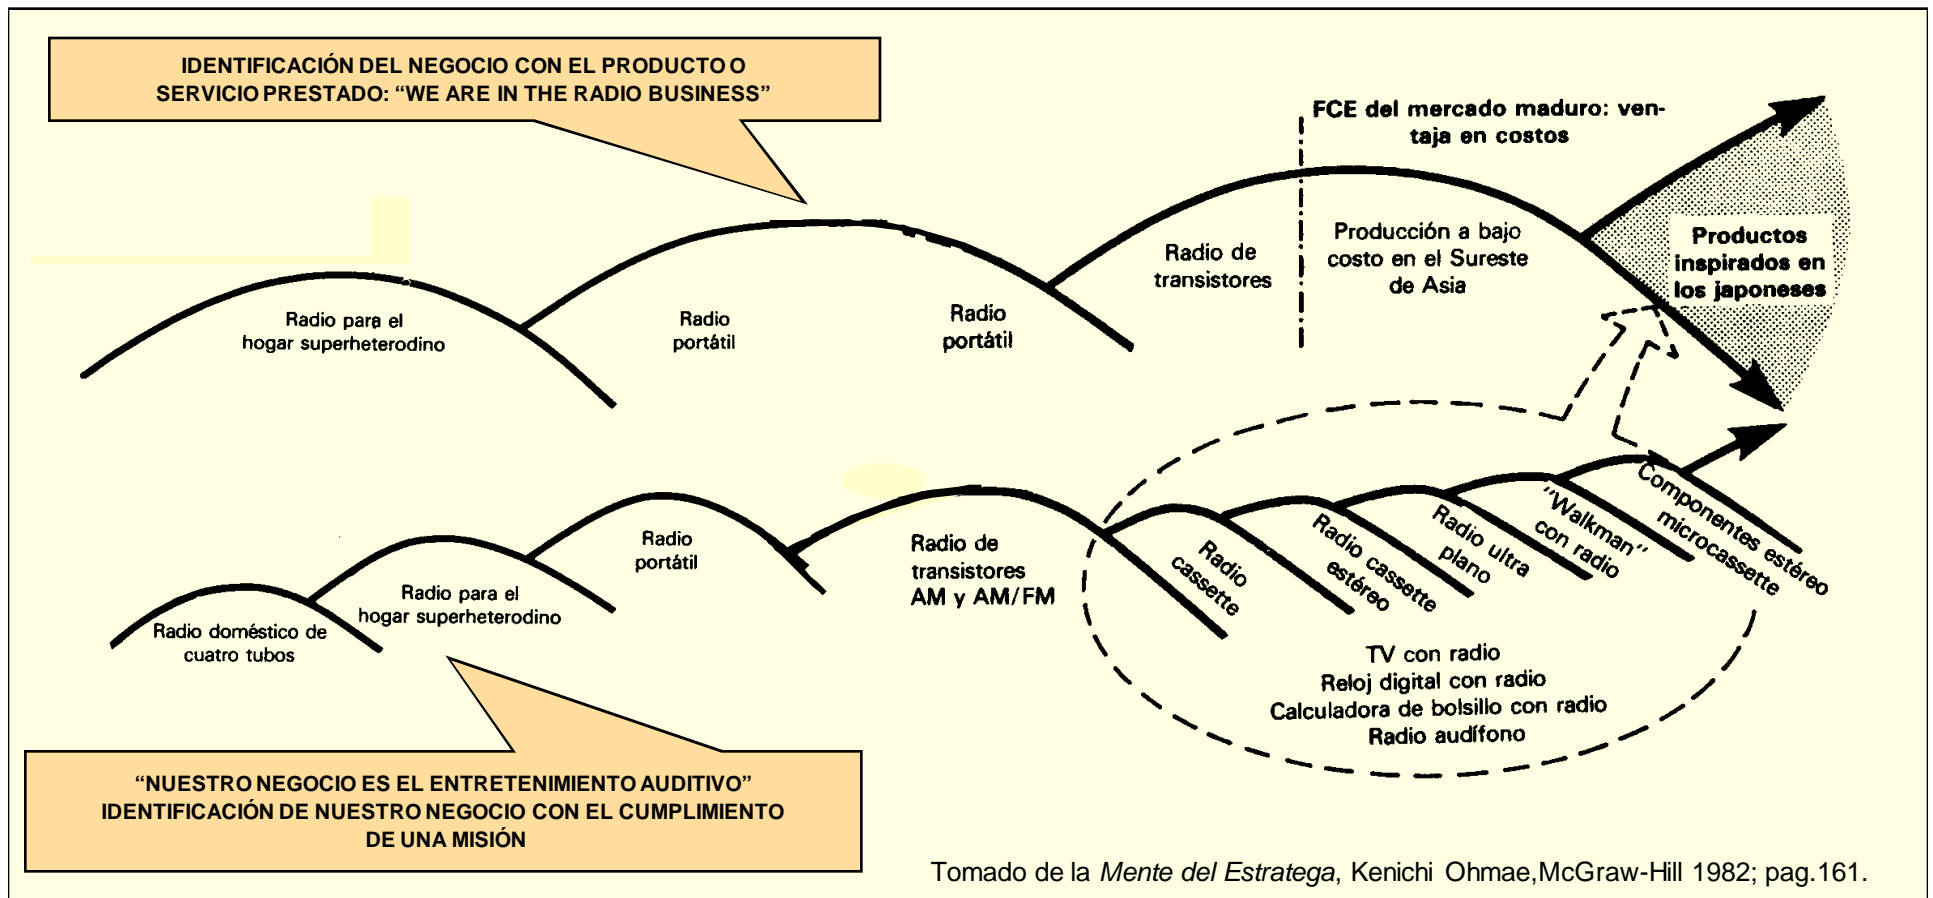 IDENTIFICACIÓN DEL NEGOCIO CON EL PRODUCTO O
SERVICIO PRESTADO: “WE ARE IN THE RADIO BUSINESS”
FCE del mercado maduro: ven-
taja en costos
Radio para el
hogar superheterodino
Radio
portátil
Radio
portátil
Radio de
transistores
Producción a bajo
costo en el Sureste
de Asia
Productos
inspirados en
los japoneses
Radio doméstico de
cuatro tubos
Radio para el
hogar superheterodino
Radio
portátil
Radio de
transistores
AM y AM/FM
Radio
cassette
Radio cassette
estéreo
Radio ultra
plano
"Walkman"
con radio
Componentes estéreo
microcassette
TV con radio
Reloj digital con radio
Calculadora de bolsillo con radio
Radio audífono
“NUESTRO NEGOCIO ES EL ENTRETENIMIENTO AUDITIVO”
IDENTIFICACIÓN DE NUESTRO NEGOCIO CON EL CUMPLIMIENTO
DE UNA MISIÓN
Tomado de la Mente del Estratega, Kenichi Ohmae,McGraw-Hill 1982; pag.161.